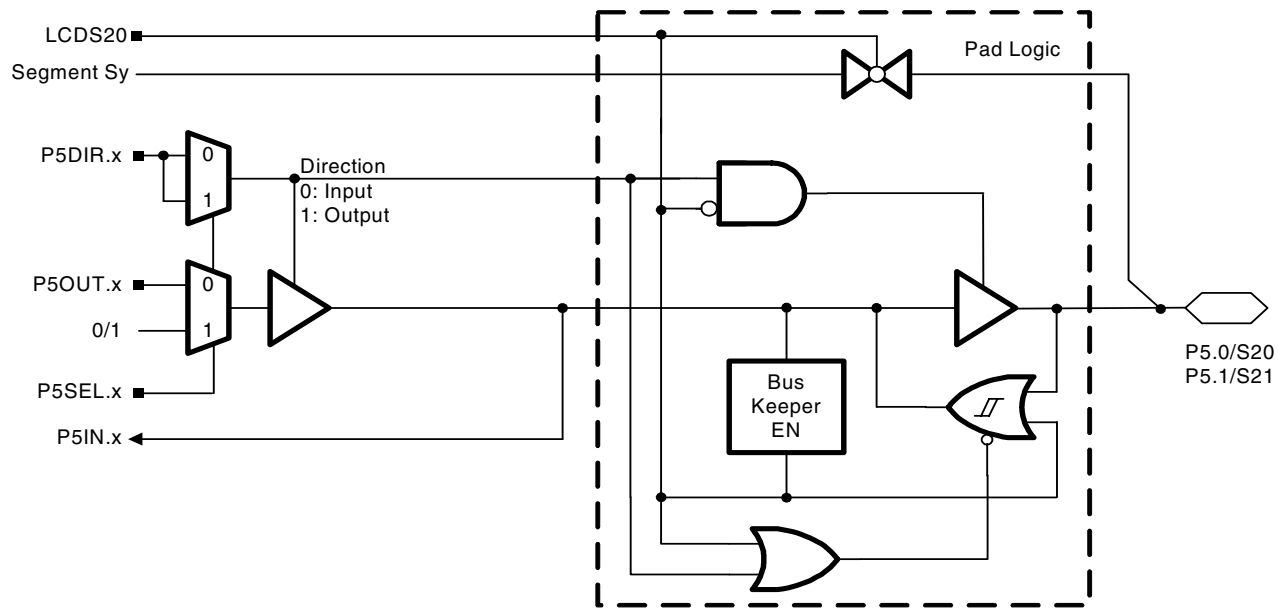 LCDS20
Pad Logic
Segment Sy
P5DIR.x
0
1
Direction
0: Input
1: Output
P5OUT.x
0
0/1
1
P5SEL.x
P5IN.x
Bus
Keeper
EN
P5.0/S20
P5.1/S21